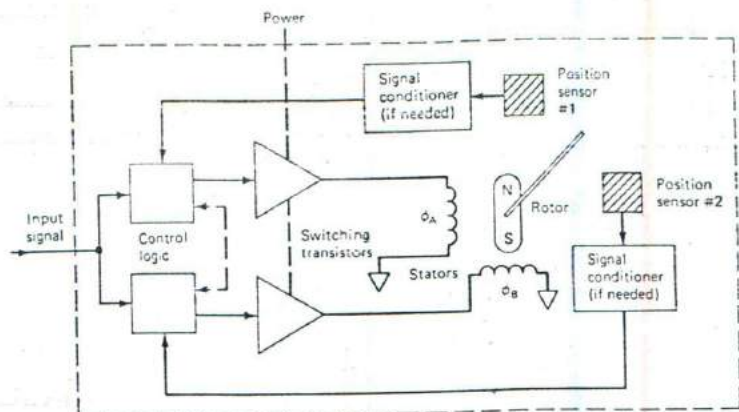 Power
Signal
conditioner
(if needed)
Position
sensor
#1
Input
signal
Control
logic
Switching
transistors
ϕA
Stators
N
S
Rotor
ϕB
Position
sensor #2
Signal
conditioner
(if needed)